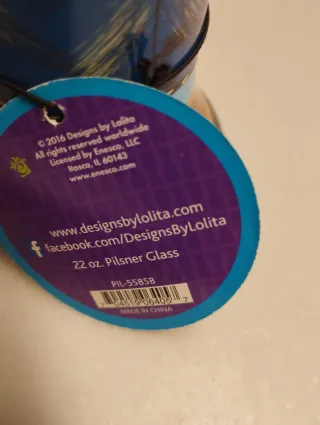 © 2016 Designs by Lolita
All rights reserved worldwide
Licensed by Enesco, LLC
Itasca, IL 60143
www.enesco.com
www.designsbylolita.com
f facebook.com/DesignsByLolita
22 oz. Pilsner Glass
PIL-5585B
MADE IN CHINA